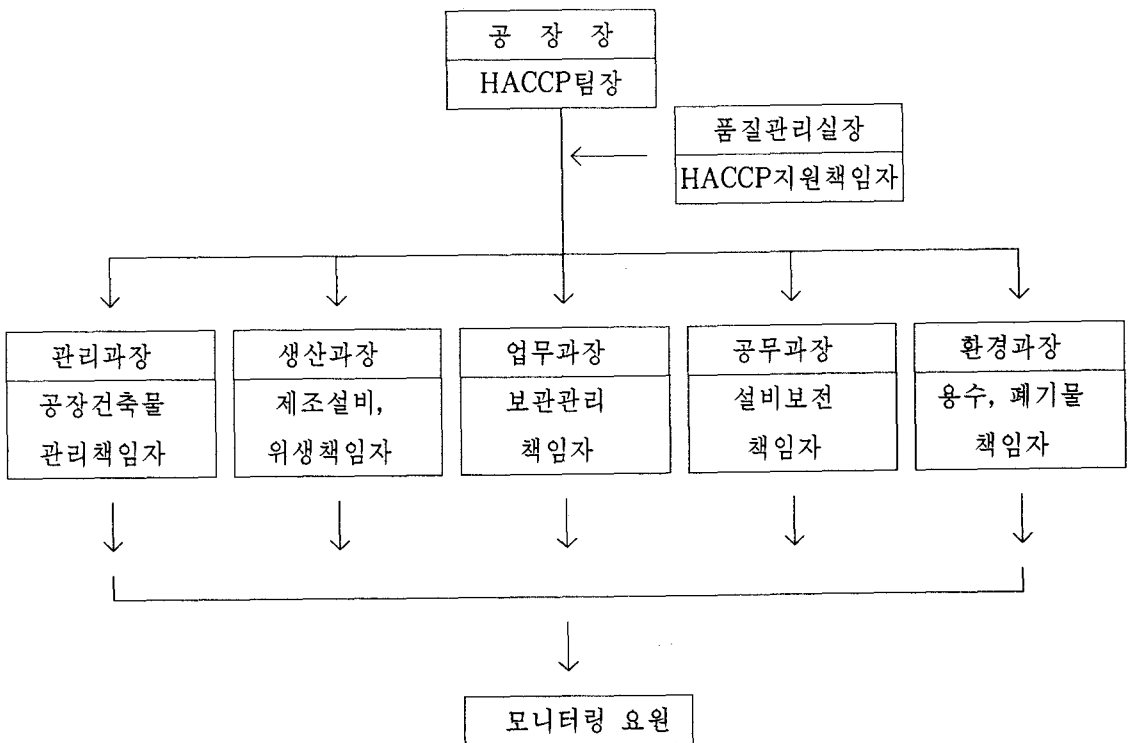 공 장 장
HACCP팀장
품질관리실장
HACCP지원책임자
관리과장
공장건축물
관리책임자
생산과장
제조설비,
위생책임자
업무과장
보관관리
책임자
공무과장
설비보전
책임자
환경과장
용수, 폐기물
책임자
모니터링 요원